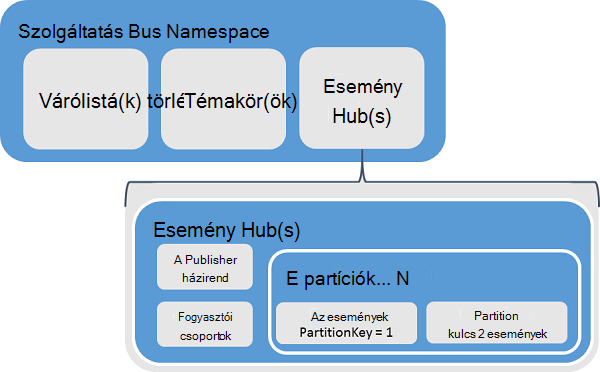 Szolgáltatás Bus Namespace
Várólistá(k) törlé
Témakör(ök)
Esemény
Hub(s)
Esemény Hub(s)
A Publisher
házirend
Fogyasztói
csoportok
E partíciók... N
Az események
PartitionKey = 1
Partition
kulcs 2 események